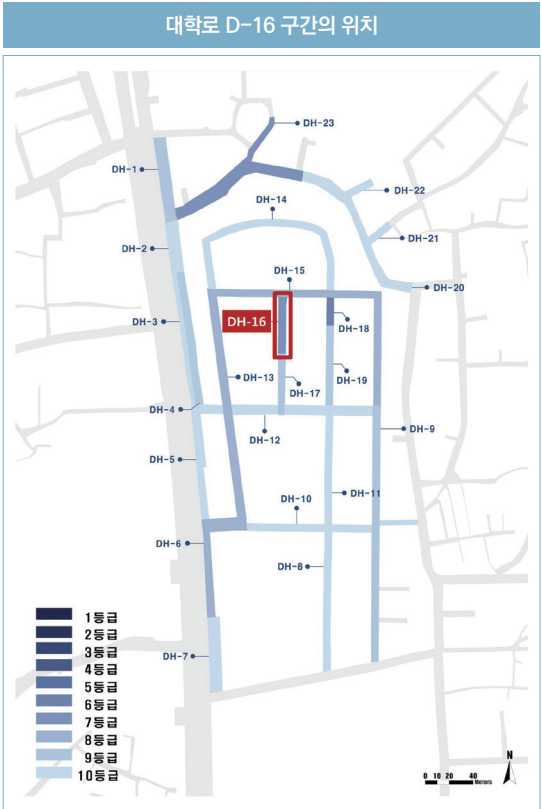 대학로 D-16 구간의 위치
DH-23
DH-1
DH-22
DH-14
DH-2
DH-21
DH-15
DH-20
DH-3
DH-16
DH-18
DH-13
DH-17
DH-19
DH-4
DH-12
DH-9
DH-5
DH-10
DH-11
DH-6
DH-8
DH-7
1등급
2등급
3등급
4등급
5등급
6등급
7등급
8등급
9등급
10등급
N
0 10 20 40
Meters